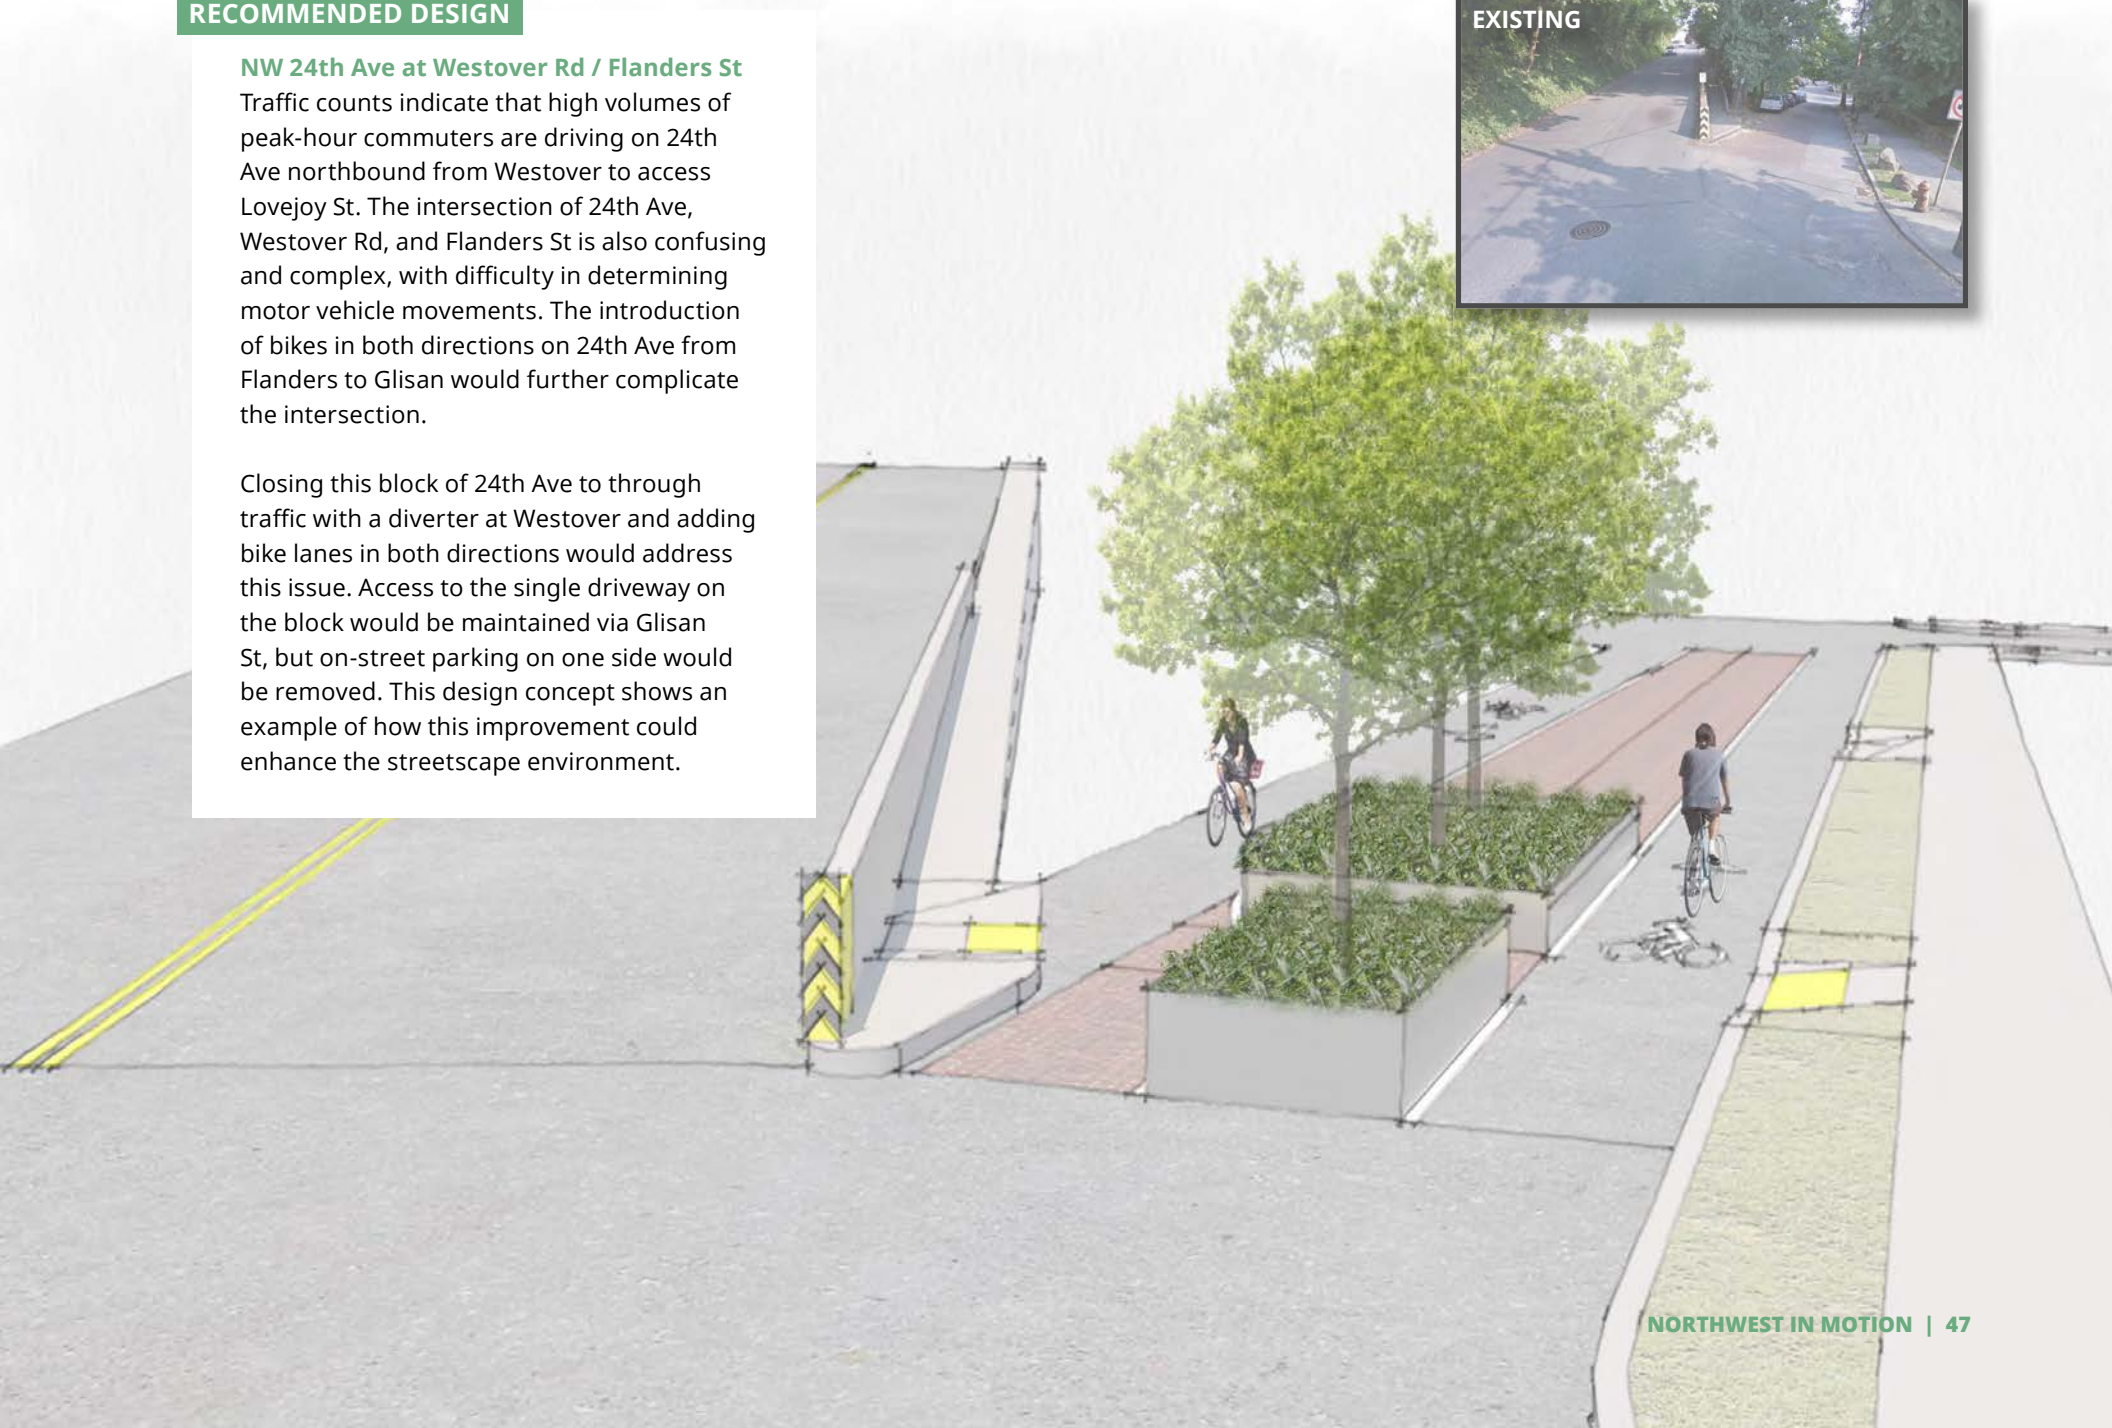 RECOMMENDED DESIGN
EXISTING
NW 24th Ave at Westover Rd / Flanders St
Traffic counts indicate that high volumes of
peak-hour commuters are driving on 24th
Ave northbound from Westover to access
Lovejoy St. The intersection of 24th Ave,
Westover Rd, and Flanders St is also confusing
and complex, with difficulty in determining
motor vehicle movements. The introduction
of bikes in both directions on 24th Ave from
Flanders to Glisan would further complicate
the intersection.
Closing this block of 24th Ave to through
traffic with a diverter at Westover and adding
bike lanes in both directions would address
this issue. Access to the single driveway on
the block would be maintained via Glisan
St, but on-street parking on one side would
be removed. This design concept shows an
example of how this improvement could
enhance the streetscape environment.
NORTHWEST IN MOTION | 47